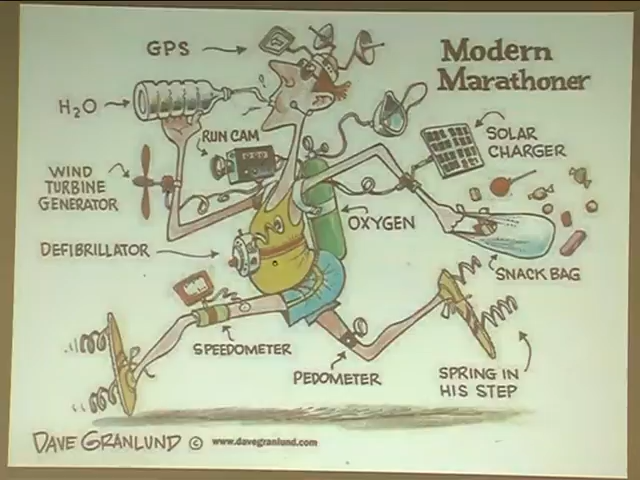 Modern
Marathoner
GPS
H₂O
RUN CAM
SOLAR
CHARGER
WIND
TURBINE
GENERATOR
OXYGEN
DEFIBRILLATOR
SNACK BAG
SPEEDOMETER
PEDOMETER
SPRING IN
HIS STEP
DAVE GRANLUND © www.davegranlund.com